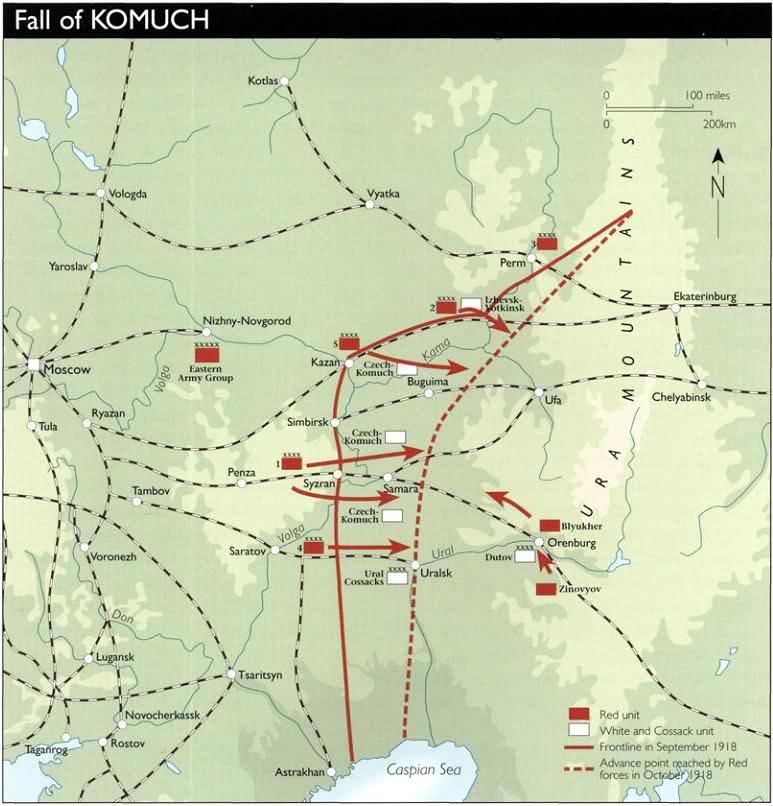 Fall of KOMUCH
Kotlas
0 100 miles
0 200km
N
Vologda
Vyatka
Yaroslav
xxxx
3
Perm
URAL MOUNTAINS
xxxx
2
Izhevsk-
Votkinsk
Ekaterinburg
Nizhny-Novgorod
xxxxx
Eastern
Army Group
xxxx
5
Kazan
Kama
Czech-
Komuch
Moscow
Volga
Buguima
Ufa
Chelyabinsk
Ryazan
Tula
Simbirsk
Czech-
Komuch
xxxx
1
Penza
Syzran
Samara
Tambov
Czech-
Komuch
Blyukher
Volga
Voronezh
Saratov
xxxx
4
Ural
xxxx
Dutov
Orenburg
Ural
Cossacks
xxxx
Uralsk
Zinovyov
Don
Lugansk
Tsaritsyn
Novocherkassk
Taganrog
Rostov
Astrakhan
Caspian Sea
Red unit
White and Cossack unit
Frontline in September 1918
Advance point reached by Red
forces in October 1918